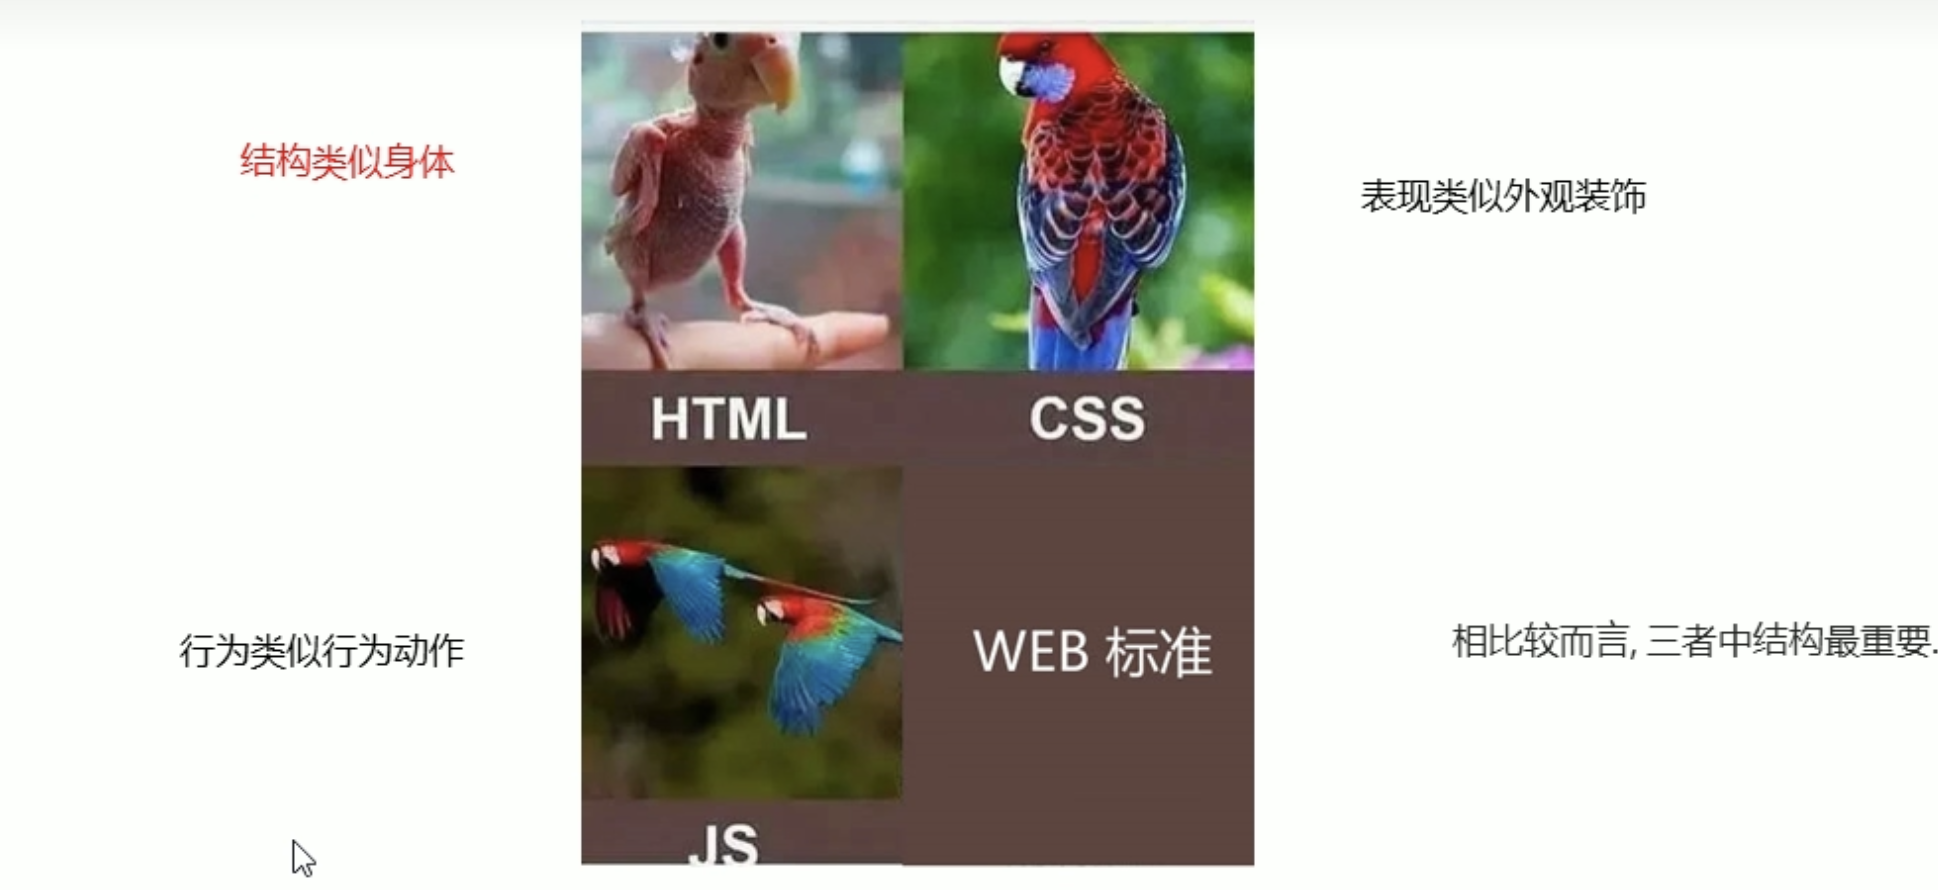 结构类似身体
表现类似外观装饰
HTML
CSS
行为类似行为动作
WEB 标准
相比较而言, 三者中结构最重要.
JS